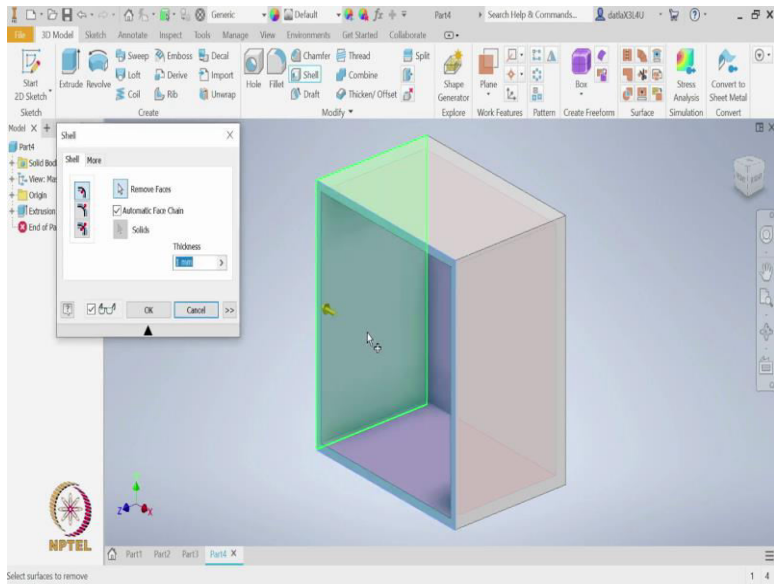 Generic
Default
Part4
Search Help & Commands...
datlaX3L4U
File 3D Model Sketch Annotate Inspect Tools Manage View Environments Get Started Collaborate
Start
2D Sketch
Extrude
Revolve
Sweep
Loft
Coil
Emboss
Derive
Rib
Decal
Import
Unwrap
Hole
Fillet
Chamfer
Shell
Draft
Thread
Combine
Thicken/ Offset
Split
Shape
Generator
Plane
Box
Stress
Analysis
Convert to
Sheet Metal
Sketch Create Modify Explore Work Features Pattern Create Freeform Surface Simulation Convert
Model X +
Part4
Solid Bod
View: Mas
Origin
Extrusion
End of Pa
Shell
Shell More
Remove Faces
Automatic Face Chain
Solids
Thickness
1 mm
OK Cancel >>
Y
Z X
NPTEL
Part1 Part2 Part3 Part4 X
Select surfaces to remove 1 4